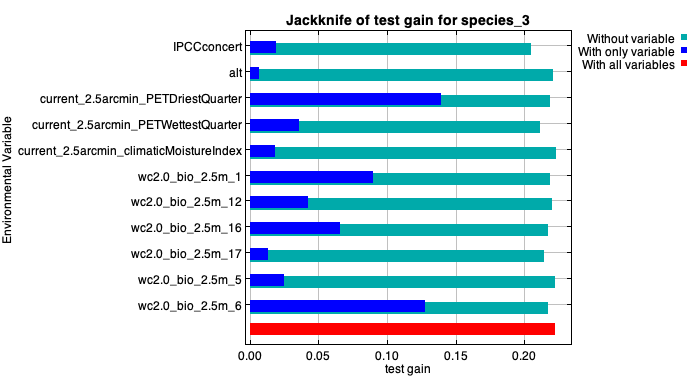 Jackknife of test gain for species_3
Without variable
With only variable
With all variables
Environmental Variable
IPCCconcert
alt
current_2.5arcmin_PETDriestQuarter
current_2.5arcmin_PETWettestQuarter
current_2.5arcmin_climaticMoistureIndex
wc2.0_bio_2.5m_1
wc2.0_bio_2.5m_12
wc2.0_bio_2.5m_16
wc2.0_bio_2.5m_17
wc2.0_bio_2.5m_5
wc2.0_bio_2.5m_6
0.00 0.05 0.10 0.15 0.20
test gain